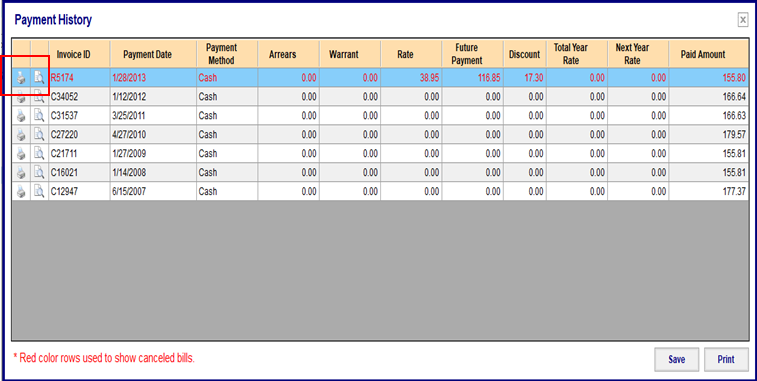 Payment History
Invoice ID Payment Date Payment Method Arrears Warrant Rate Future Payment Discount Total Year Rate Next Year Rate Paid Amount
R5174 1/28/2013 Cash 0.00 0.00 38.95 116.85 17.30 0.00 0.00 155.80
C34052 1/12/2012 Cash 0.00 0.00 0.00 0.00 0.00 0.00 0.00 166.64
C31537 3/25/2011 Cash 0.00 0.00 0.00 0.00 0.00 0.00 0.00 166.63
C27220 4/27/2010 Cash 0.00 0.00 0.00 0.00 0.00 0.00 0.00 179.57
C21711 1/27/2009 Cash 0.00 0.00 0.00 0.00 0.00 0.00 0.00 155.81
C16021 1/14/2008 Cash 0.00 0.00 0.00 0.00 0.00 0.00 0.00 155.81
C12947 6/15/2007 Cash 0.00 0.00 0.00 0.00 0.00 0.00 0.00 177.37
* Red color rows used to show canceled bills.
Save Print